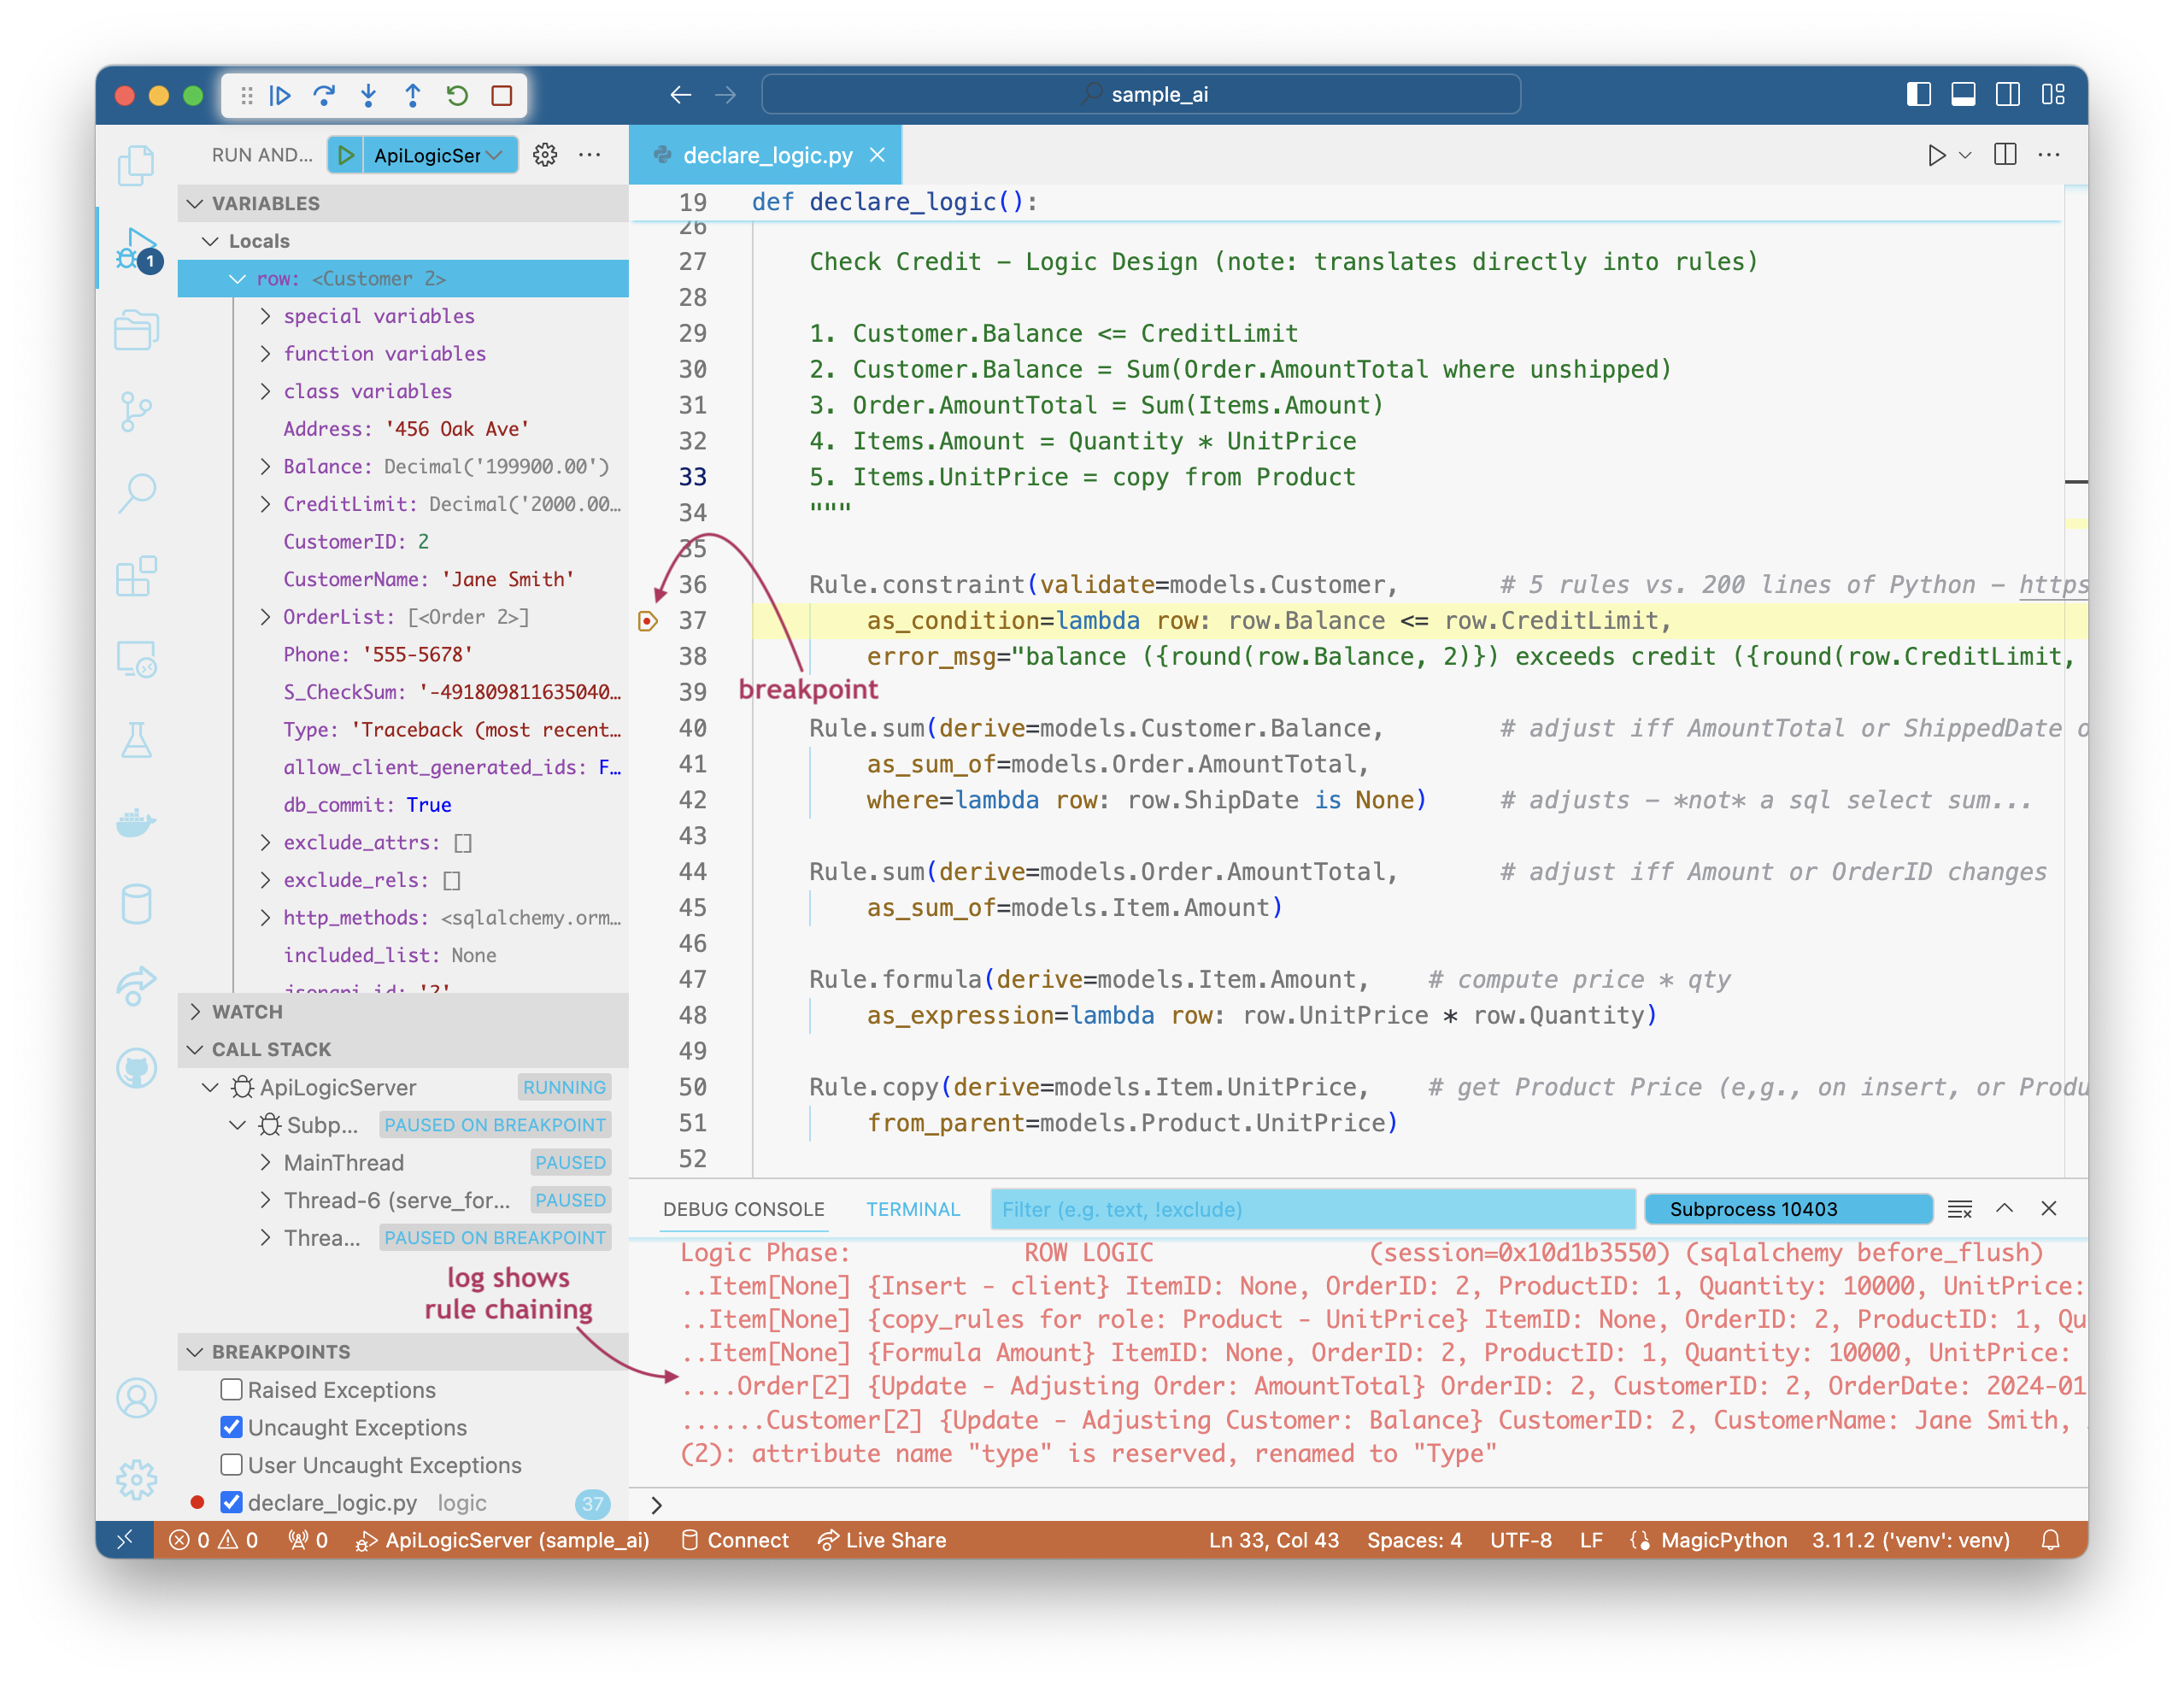 sample_ai
RUN AND... ApiLogicSer
declare_logic.py
VARIABLES
Locals
row: <Customer 2>
special variables
function variables
class variables
Address: '456 Oak Ave'
Balance: Decimal('199900.00')
CreditLimit: Decimal('2000.00...
CustomerID: 2
CustomerName: 'Jane Smith'
OrderList: [<Order 2>]
Phone: '555-5678'
S_CheckSum: '-491809811635040...
Type: 'Traceback (most recent...
allow_client_generated_ids: F...
db_commit: True
exclude_attrs: []
exclude_rels: []
http_methods: <sqlalchemy.orm...
included_list: None
jsonapi_id: '2'
1
WATCH
CALL STACK
ApiLogicServer RUNNING
Subp... PAUSED ON BREAKPOINT
MainThread PAUSED
Thread-6 (serve_for... PAUSED
Threa... PAUSED ON BREAKPOINT
log shows
rule chaining
BREAKPOINTS
Raised Exceptions
Uncaught Exceptions
User Uncaught Exceptions
declare_logic.py logic 37
19 def declare_logic():
26
27 Check Credit - Logic Design (note: translates directly into rules)
28
29 1. Customer.Balance <= CreditLimit
30 2. Customer.Balance = Sum(Order.AmountTotal where unshipped)
31 3. Order.AmountTotal = Sum(Items.Amount)
32 4. Items.Amount = Quantity * UnitPrice
33 5. Items.UnitPrice = copy from Product
34 """
35
36 Rule.constraint(validate=models.Customer, # 5 rules vs. 200 lines of Python - https
37 as_condition=lambda row: row.Balance <= row.CreditLimit,
38 error_msg="balance ({round(row.Balance, 2)}) exceeds credit ({round(row.CreditLimit,
39
breakpoint
40 Rule.sum(derive=models.Customer.Balance, # adjust iff AmountTotal or ShippedDate o
41 as_sum_of=models.Order.AmountTotal,
42 where=lambda row: row.ShipDate is None) # adjusts - *not* a sql select sum...
43
44 Rule.sum(derive=models.Order.AmountTotal, # adjust iff Amount or OrderID changes
45 as_sum_of=models.Item.Amount)
46
47 Rule.formula(derive=models.Item.Amount, # compute price * qty
48 as_expression=lambda row: row.UnitPrice * row.Quantity)
49
50 Rule.copy(derive=models.Item.UnitPrice, # get Product Price (e,g., on insert, or Produ
51 from_parent=models.Product.UnitPrice)
52
DEBUG CONSOLE TERMINAL Filter (e.g. text, !exclude) Subprocess 10403
Logic Phase: ROW LOGIC (session=0x10d1b3550) (sqlalchemy before_flush)
..Item[None] {Insert - client} ItemID: None, OrderID: 2, ProductID: 1, Quantity: 10000, UnitPrice:
..Item[None] {copy_rules for role: Product - UnitPrice} ItemID: None, OrderID: 2, ProductID: 1, Qu
..Item[None] {Formula Amount} ItemID: None, OrderID: 2, ProductID: 1, Quantity: 10000, UnitPrice:
....Order[2] {Update - Adjusting Order: AmountTotal} OrderID: 2, CustomerID: 2, OrderDate: 2024-01
......Customer[2] {Update - Adjusting Customer: Balance} CustomerID: 2, CustomerName: Jane Smith,
(2): attribute name "type" is reserved, renamed to "Type"
0 0 0 ApiLogicServer (sample_ai) Connect Live Share Ln 33, Col 43 Spaces: 4 UTF-8 LF MagicPython 3.11.2 ('venv': venv)